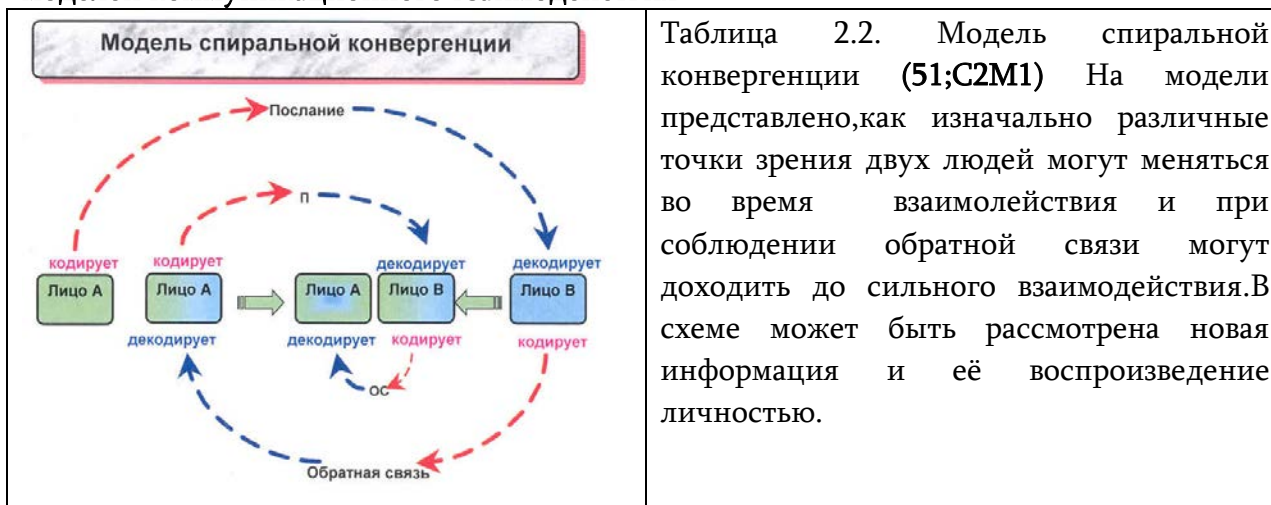 Модель спиральной конвергенции
Послание
П
кодирует кодирует декодирует декодирует
Лицо А Лицо А Лицо А Лицо В Лицо В
декодирует декодирует кодирует кодирует
ОС
Обратная связь
Таблица 2.2. Модель спиральной
конвергенции (51;С2М1) На модели
представлено,как изначально различные
точки зрения двух людей могут меняться
во время взаимолействия и при
соблюдении обратной связи могут
доходить до сильного взаимодействия.В
схеме может быть рассмотрена новая
информация и её воспроизведение
личностью.